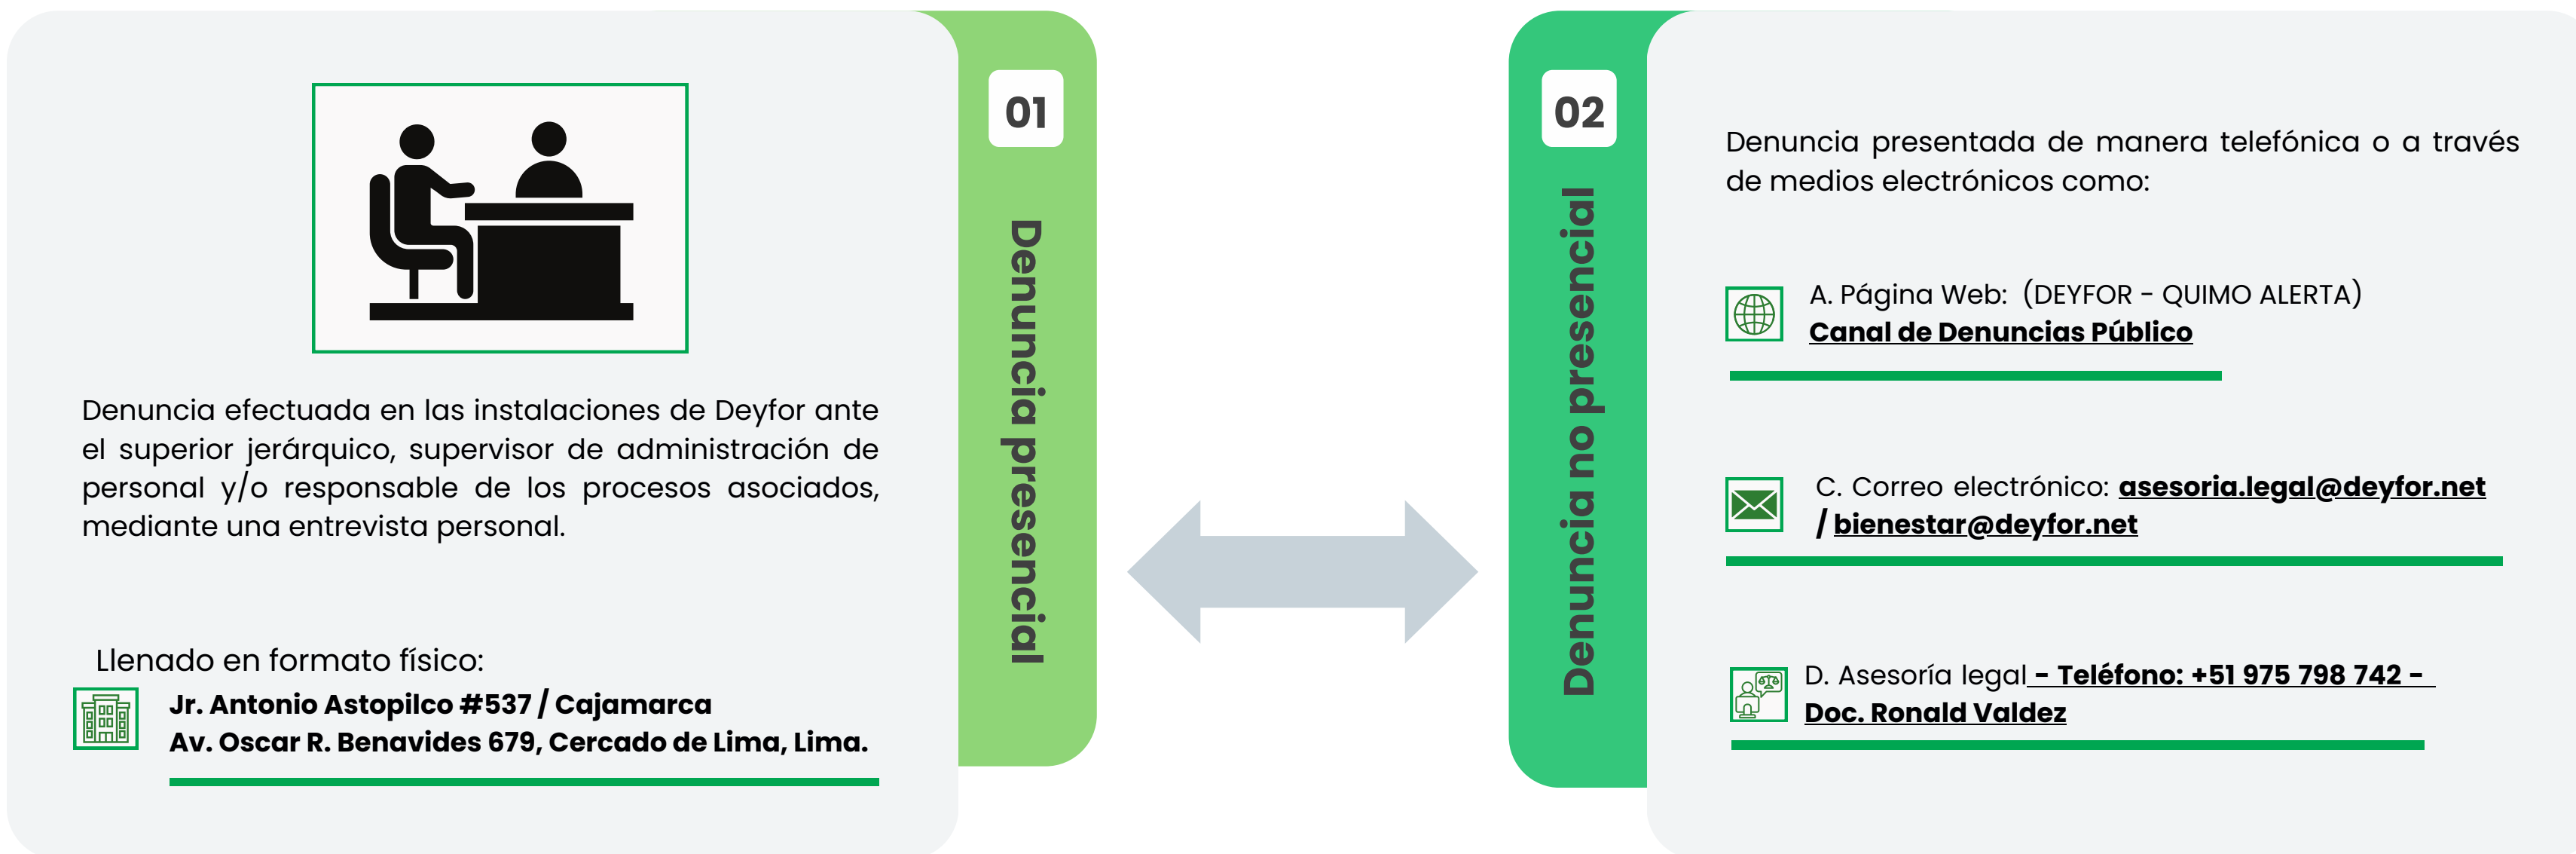 01
Denuncia presencial
Denuncia efectuada en las instalaciones de Deyfor ante
el superior jerárquico, supervisor de administración de
personal y/o responsable de los procesos asociados,
mediante una entrevista personal.
Llenado en formato físico:
Jr. Antonio Astopilco #537 / Cajamarca
Av. Oscar R. Benavides 679, Cercado de Lima, Lima.
02
Denuncia no presencial
Denuncia presentada de manera telefónica o a través
de medios electrónicos como:
A. Página Web: (DEYFOR - QUIMO ALERTA)
Canal de Denuncias Público
C. Correo electrónico: asesoria.legal@deyfor.net
/ bienestar@deyfor.net
D. Asesoría legal - Teléfono: +51 975 798 742 -
Doc. Ronald Valdez